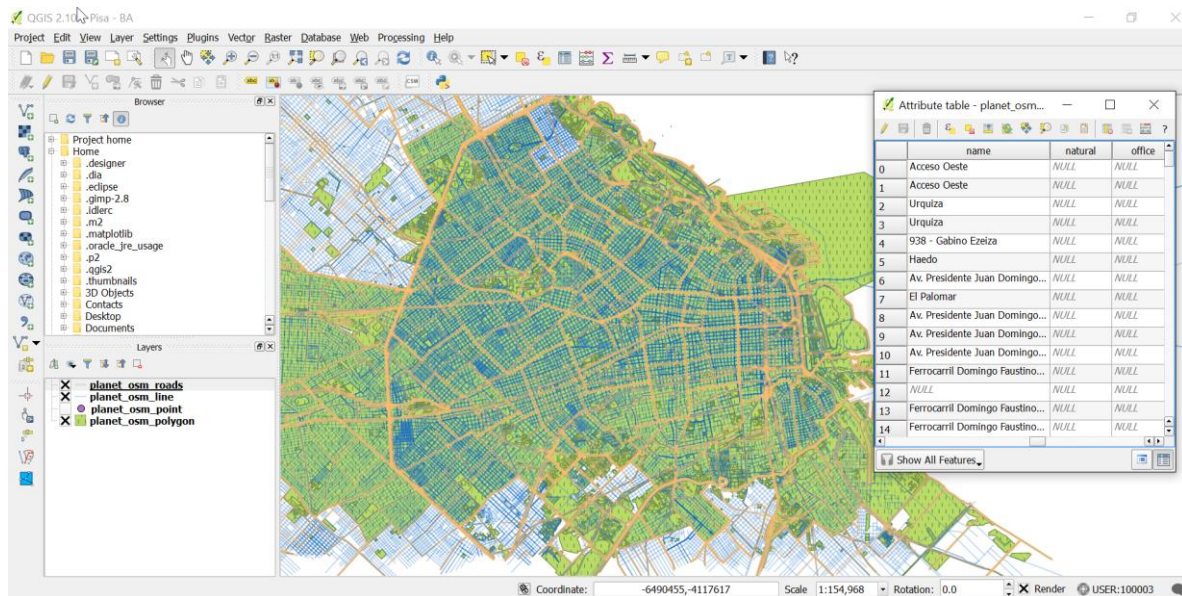 QGIS 2.10 Pisa - BA
Project Edit View Layer Settings Plugins Vector Raster Database Web Processing Help
Browser
Project home
Home
.designer
.dia
.eclipse
.gimp-2.8
.idlerc
.m2
.matplotlib
.oracle_jre_usage
.p2
.qgis2
.thumbnails
3D Objects
Contacts
Desktop
Documents
Layers
planet_osm_roads
planet_osm_line
planet_osm_point
planet_osm_polygon
Attribute table - planet_osm...
name natural office
0 Acceso Oeste NULL NULL
1 Acceso Oeste NULL NULL
2 Urquiza NULL NULL
3 Urquiza NULL NULL
4 938 - Gabino Ezeiza NULL NULL
5 Haedo NULL NULL
6 Av. Presidente Juan Domingo... NULL NULL
7 El Palomar NULL NULL
8 Av. Presidente Juan Domingo... NULL NULL
9 Av. Presidente Juan Domingo... NULL NULL
10 Av. Presidente Juan Domingo... NULL NULL
11 Ferrocarril Domingo Faustino... NULL NULL
12 NULL NULL NULL
13 Ferrocarril Domingo Faustino... NULL NULL
14 Ferrocarril Domingo Faustino... NULL NULL
Show All Features
Coordinate: -6490455,-4117617 Scale 1:154,968 Rotation: 0.0 Render USER:100003